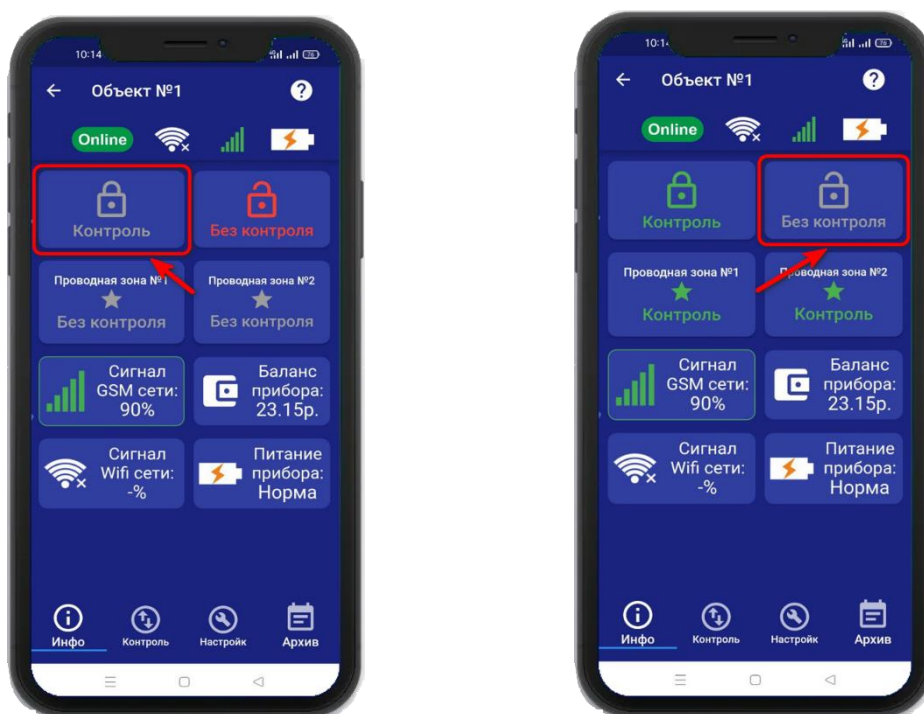 10:14
Объект №1
Online
Контроль
Без контроля
Проводная зона №1
Проводная зона №2
Без контроля
Без контроля
Сигнал
GSM сети:
90%
Баланс
прибора:
23.15р.
Сигнал
Wifi сети:
-%
Питание
прибора:
Норма
Инфо
Контроль
Настройк
Архив
Объект №1
Online
Контроль
Без контроля
Проводная зона №1
Проводная зона №2
Контроль
Контроль
Сигнал
GSM сети:
90%
Баланс
прибора:
23.15р.
Сигнал
Wifi сети:
-%
Питание
прибора:
Норма
Инфо
Контроль
Настройк
Архив